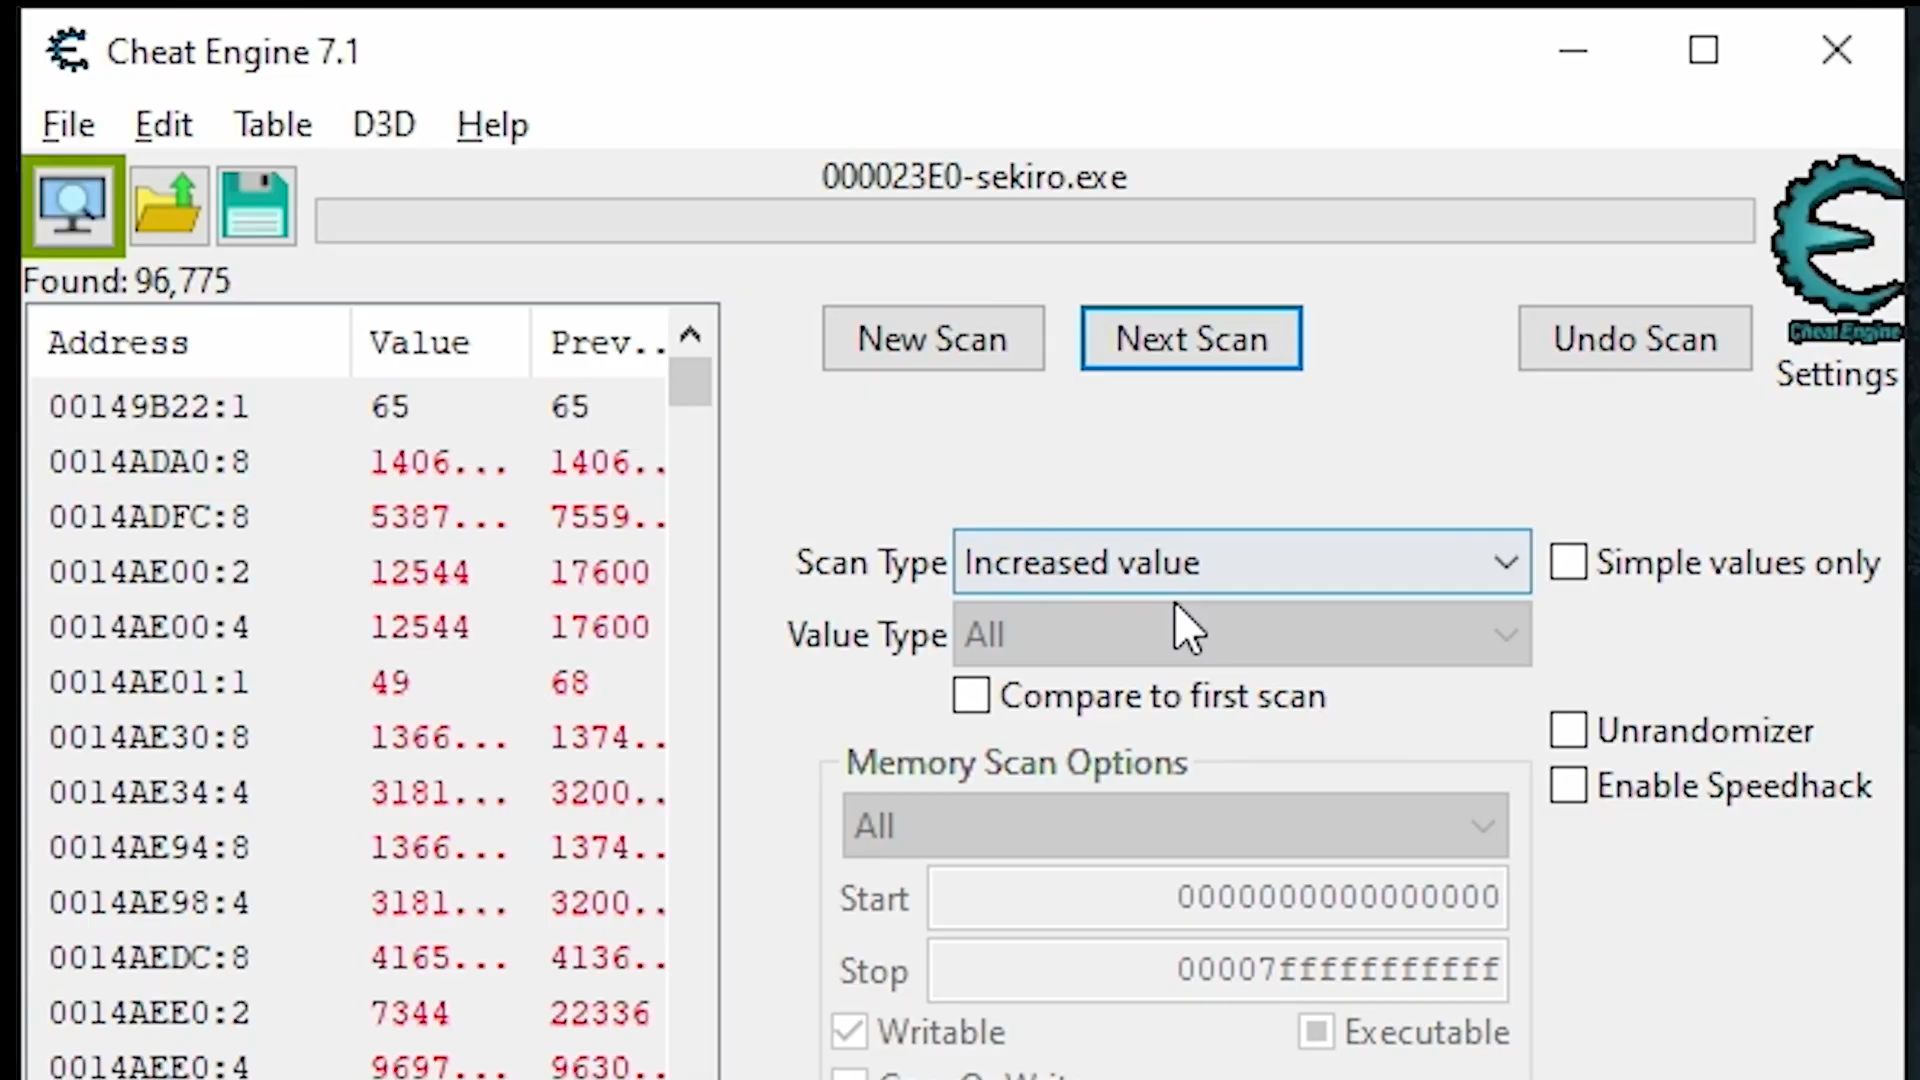 Cheat Engine 7.1
File Edit Table D3D Help
000023E0-sekiro.exe
Found: 96,775
Address Value Prev..
New Scan Next Scan Undo Scan
Cheat Engine
Settings
00149B22:1 65 65
0014ADA0:8 1406... 1406..
0014ADFC:8 5387... 7559..
0014AE00:2 12544 17600
0014AE00:4 12544 17600
0014AE01:1 49 68
0014AE30:8 1366... 1374..
0014AE34:4 3181... 3200..
0014AE94:8 1366... 1374..
0014AE98:4 3181... 3200..
0014AEDC:8 4165... 4136..
0014AEE0:2 7344 22336
0014AEE0:4 9697... 9630..
Scan Type Increased value Simple values only
Value Type All
Compare to first scan
Unrandomizer
Enable Speedhack
Memory Scan Options
All
Start 0000000000000000
Stop 00007fffffffffff
Writable Executable